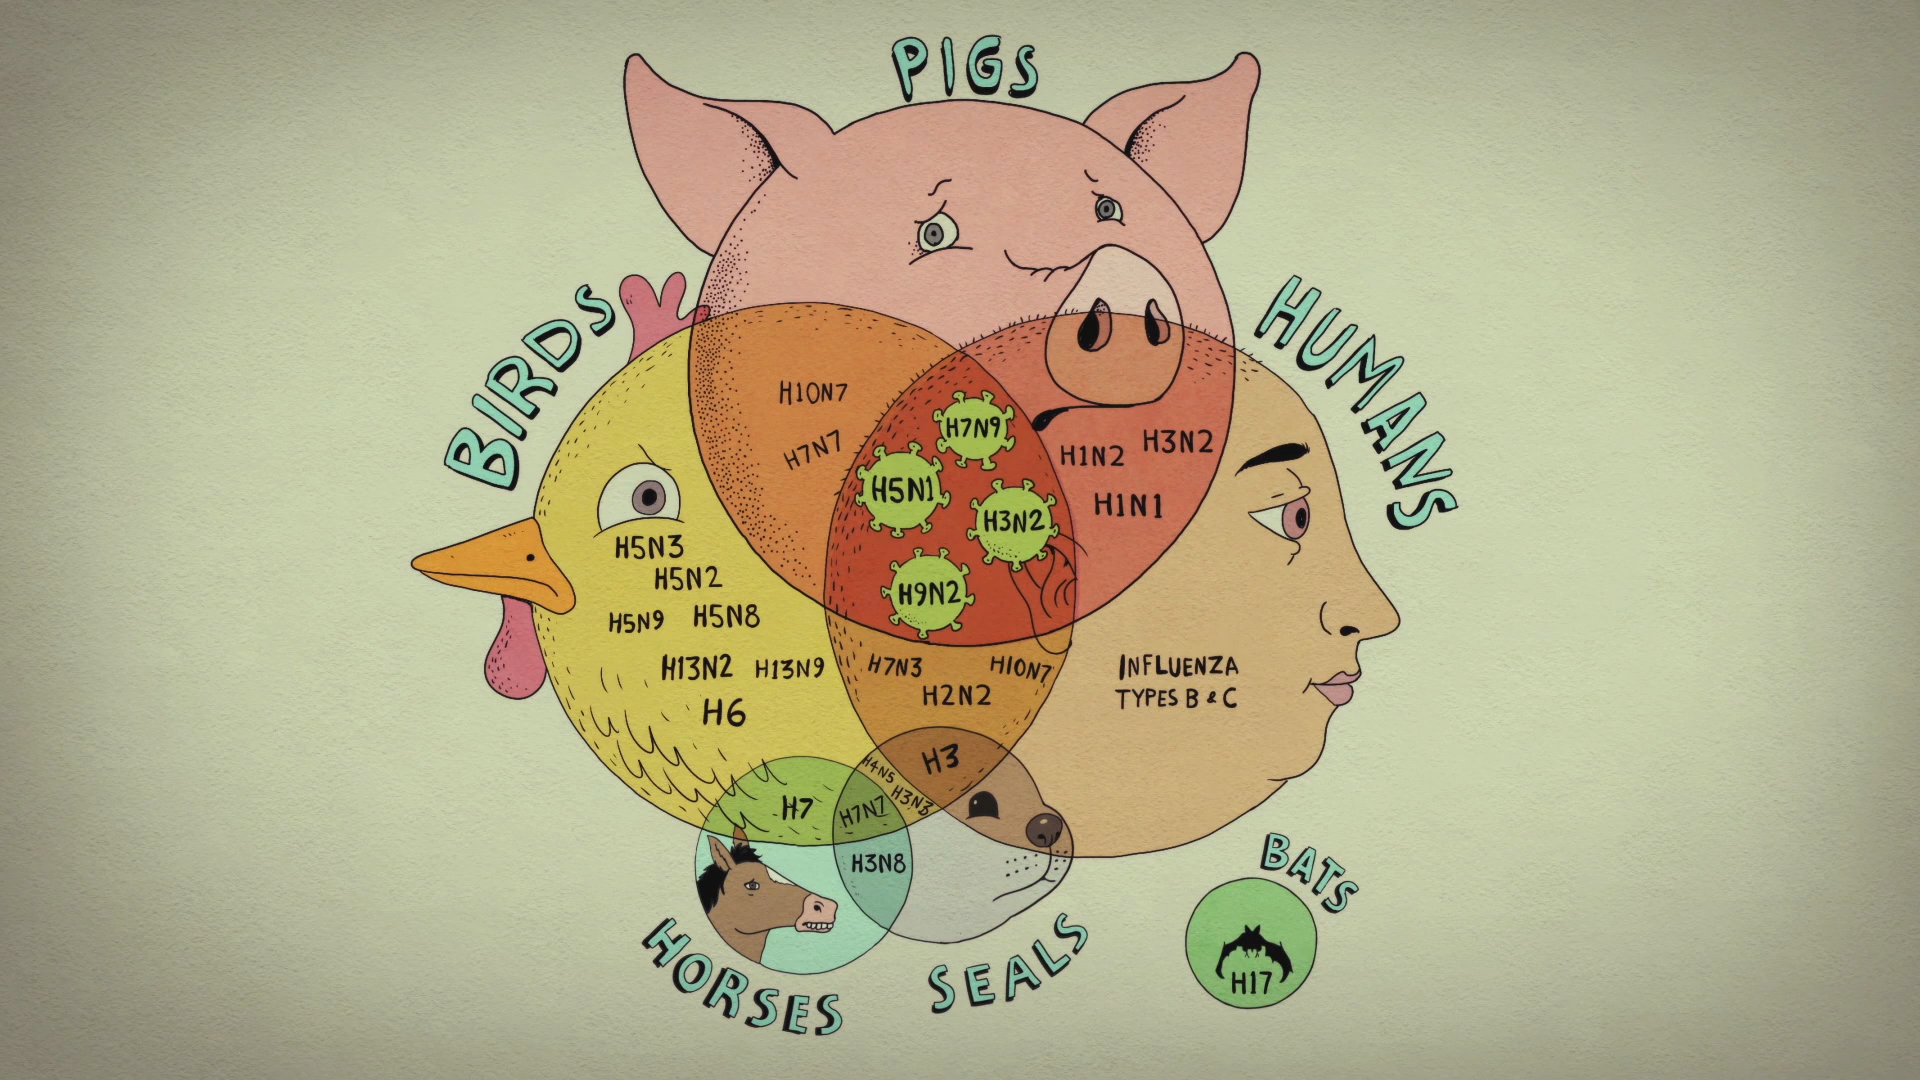 PIGS
BIRDS
HUMANS
H10N7
H7N7
H7N9
H5N1
H3N2
H9N2
H1N2
H3N2
H1N1
H5N3
H5N2
H5N9
H5N8
H13N2
H13N9
H6
H7N3
H10N7
H2N2
INFLUENZA
TYPES B & C
H3
H4N5
H3N3
H7
H7N7
H3N8
HORSES
SEALS
BATS
H17